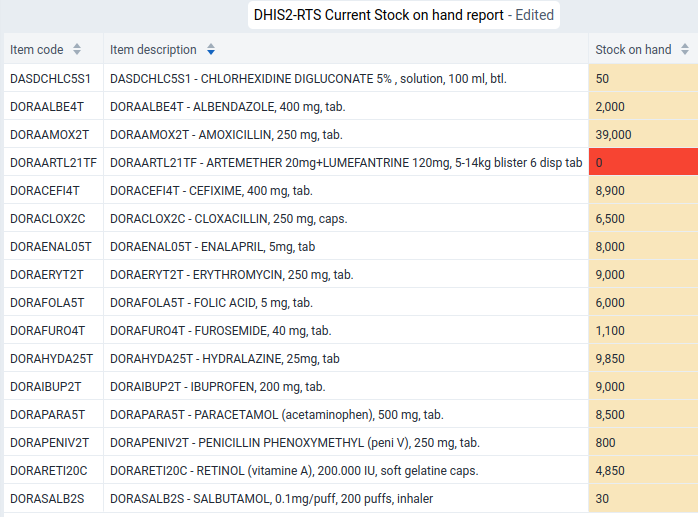 DHIS2-RTS Current Stock on hand report - Edited
Item code Item description Stock on hand
DASDCHLC5S1 DASDCHLC5S1 - CHLORHEXIDINE DIGLUCONATE 5% , solution, 100 ml, btl. 50
DORAALBE4T DORAALBE4T - ALBENDAZOLE, 400 mg, tab. 2,000
DORAAMOX2T DORAAMOX2T - AMOXICILLIN, 250 mg, tab. 39,000
DORAARTL21TF DORAARTL21TF - ARTEMETHER 20mg+LUMEFANTRINE 120mg, 5-14kg blister 6 disp tab 0
DORACEFI4T DORACEFI4T - CEFIXIME, 400 mg, tab. 8,900
DORACLOX2C DORACLOX2C - CLOXACILLIN, 250 mg, caps. 6,500
DORAENAL05T DORAENAL05T - ENALAPRIL, 5mg, tab 8,000
DORAERYT2T DORAERYT2T - ERYTHROMYCIN, 250 mg, tab. 9,000
DORAFOLA5T DORAFOLA5T - FOLIC ACID, 5 mg, tab. 6,000
DORAFURO4T DORAFURO4T - FUROSEMIDE, 40 mg, tab. 1,100
DORAHYDA25T DORAHYDA25T - HYDRALAZINE, 25mg, tab 9,850
DORAIBUP2T DORAIBUP2T - IBUPROFEN, 200 mg, tab. 9,000
DORAPARA5T DORAPARA5T - PARACETAMOL (acetaminophen), 500 mg, tab. 8,500
DORAPENIV2T DORAPENIV2T - PENICILLIN PHENOXYMETHYL (peni V), 250 mg, tab. 800
DORARETI20C DORARETI20C - RETINOL (vitamine A), 200.000 IU, soft gelatine caps. 4,850
DORASALB2S DORASALB2S - SALBUTAMOL, 0.1mg/puff, 200 puffs, inhaler 30